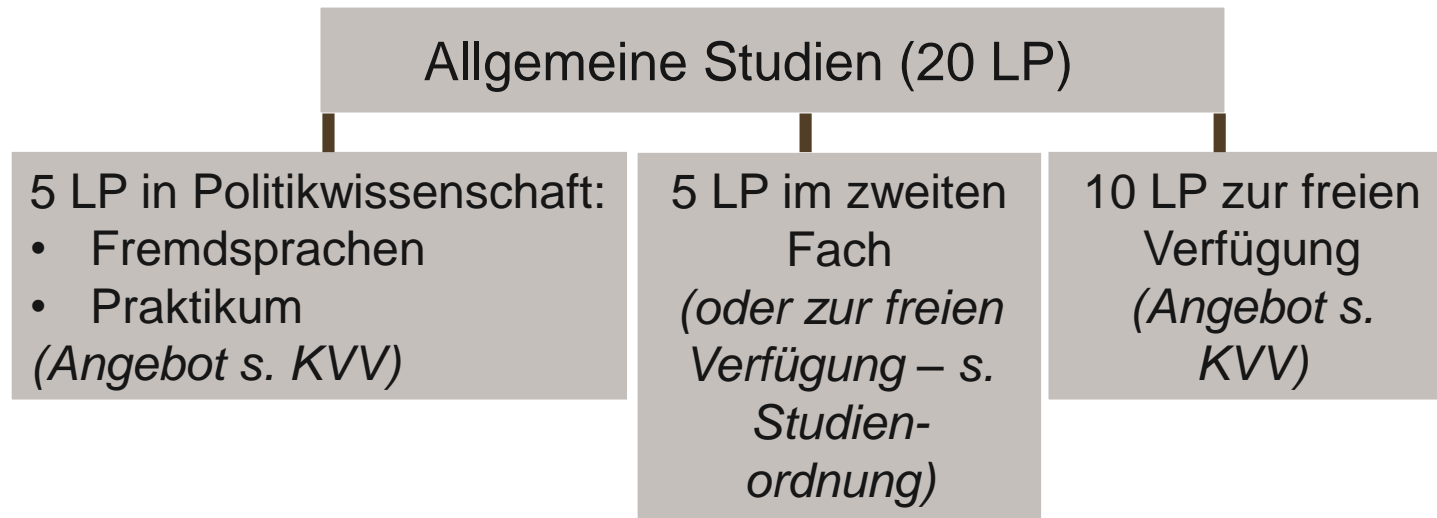 Allgemeine Studien (20 LP)
5 LP in Politikwissenschaft:
• Fremdsprachen
• Praktikum
(Angebot s. KVV)
5 LP im zweiten
Fach
(oder zur freien
Verfügung – s.
Studien-
ordnung)
10 LP zur freien
Verfügung
(Angebot s.
KVV)